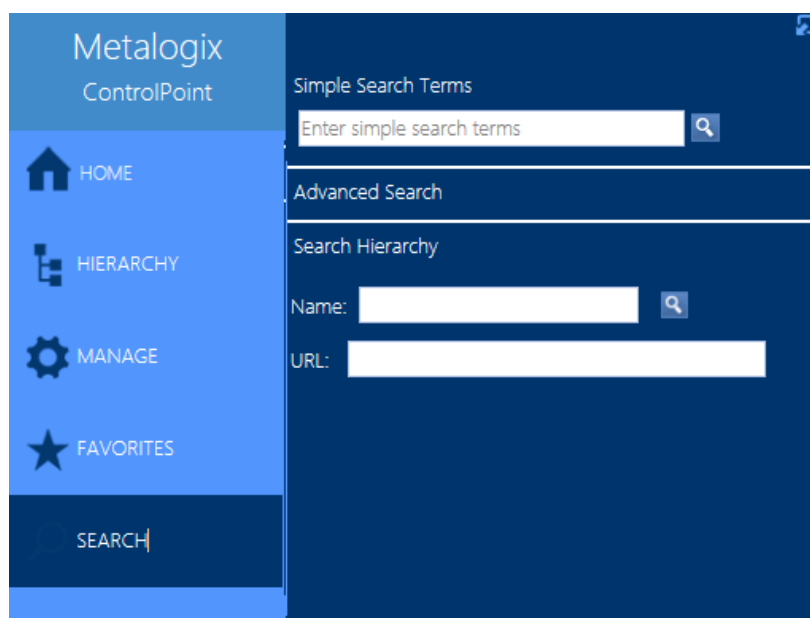 Metalogix
ControlPoint
HOME
HIERARCHY
MANAGE
FAVORITES
SEARCH
Simple Search Terms
Enter simple search terms
Advanced Search
Search Hierarchy
Name:
URL: